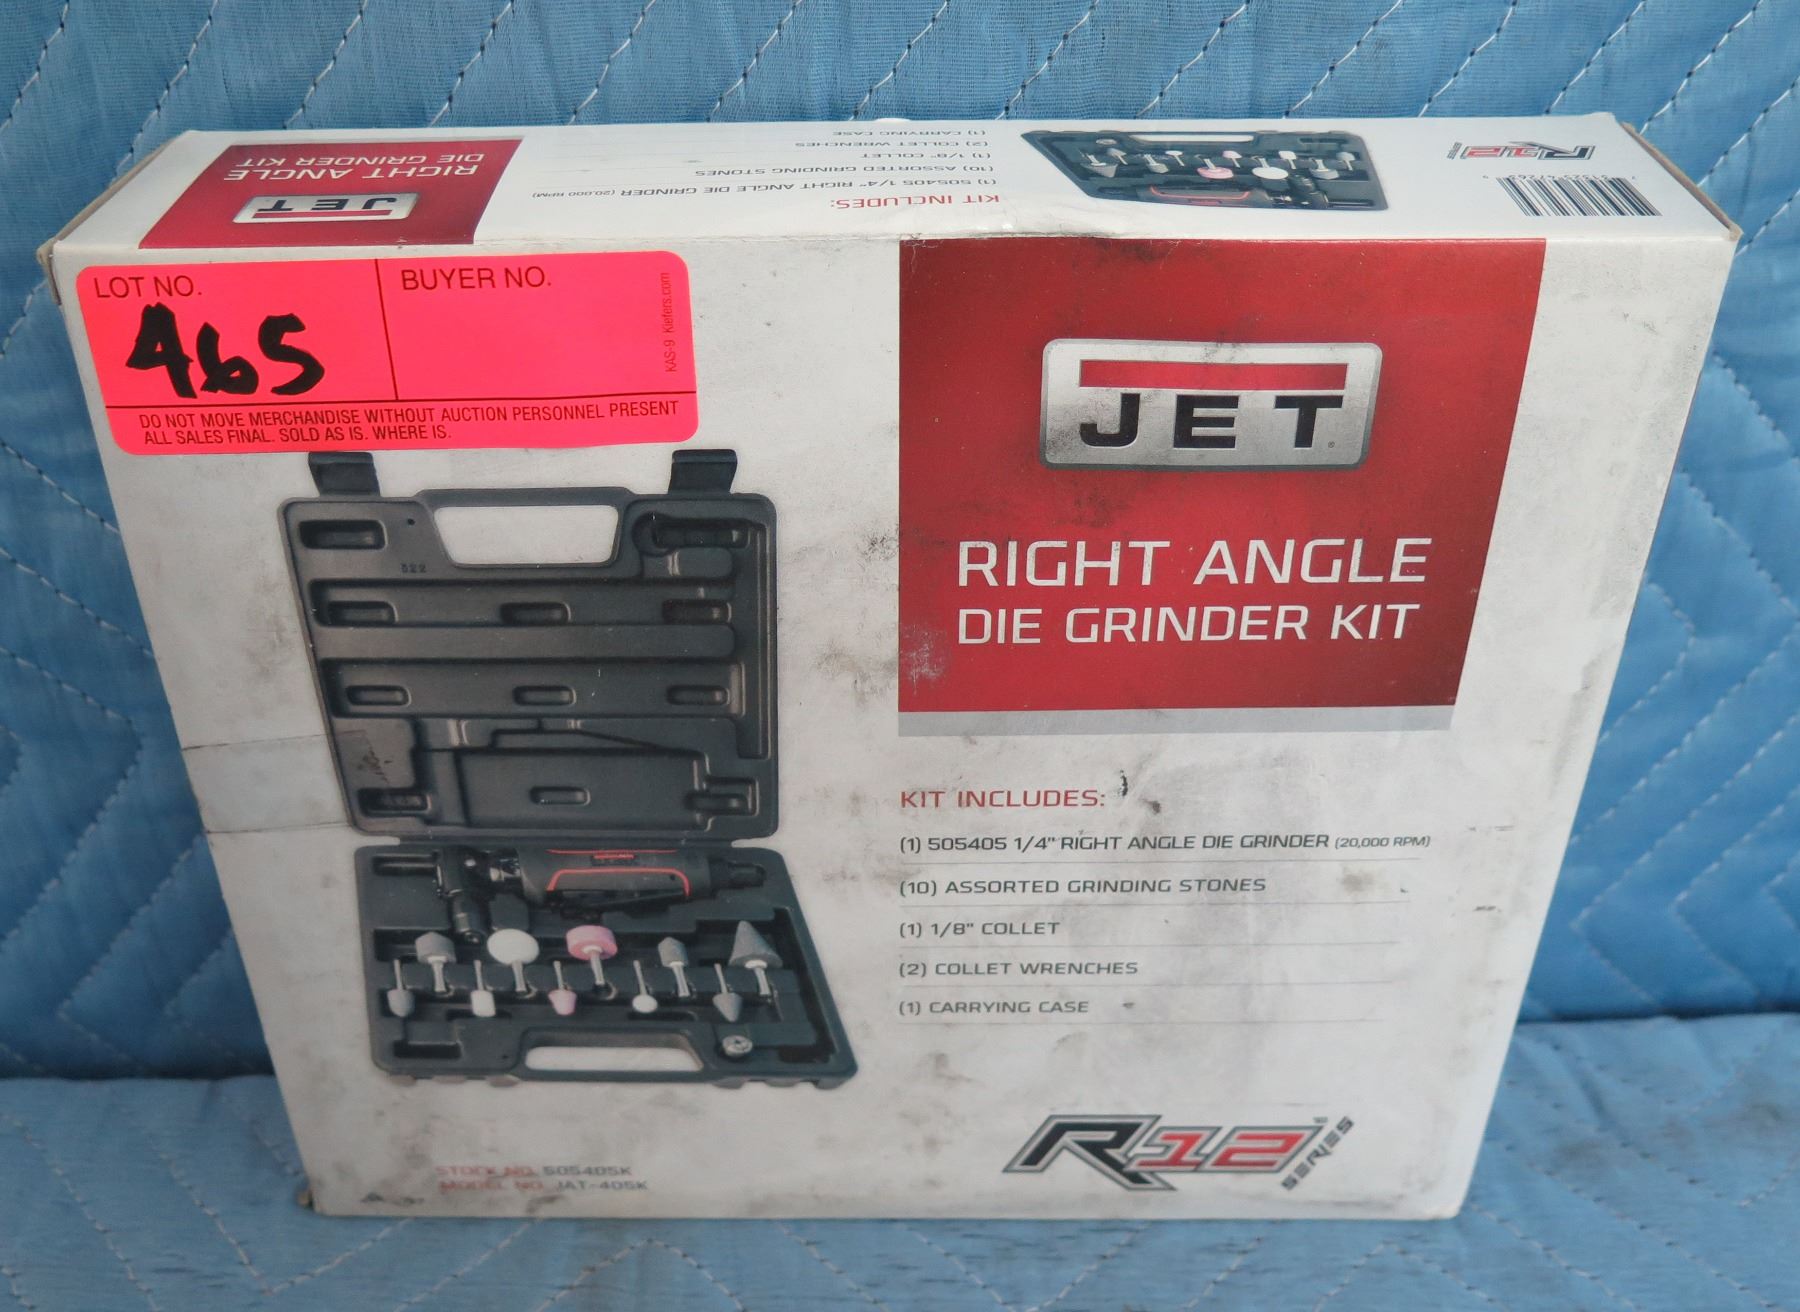 R12 SERIES
RIGHT ANGLE
DIE GRINDER KIT
JET
KIT INCLUDES:
(1) 505405 1/4" RIGHT ANGLE DIE GRINDER (20,000 RPM)
(10) ASSORTED GRINDING STONES
(1) 1/8" COLLET
(2) COLLET WRENCHES
(1) CARRYING CASE
LOT NO.
465
BUYER NO.
KAS-9 Kiefers.com
DO NOT MOVE MERCHANDISE WITHOUT AUCTION PERSONNEL PRESENT
ALL SALES FINAL. SOLD AS IS. WHERE IS.
JET
RIGHT ANGLE
DIE GRINDER KIT
522
KIT INCLUDES:
(1) 505405 1/4" RIGHT ANGLE DIE GRINDER (20,000 RPM)
(10) ASSORTED GRINDING STONES
(1) 1/8" COLLET
(2) COLLET WRENCHES
(1) CARRYING CASE
R12 SERIES
STOCK NO. 505405K
MODEL NO. JAT-405K